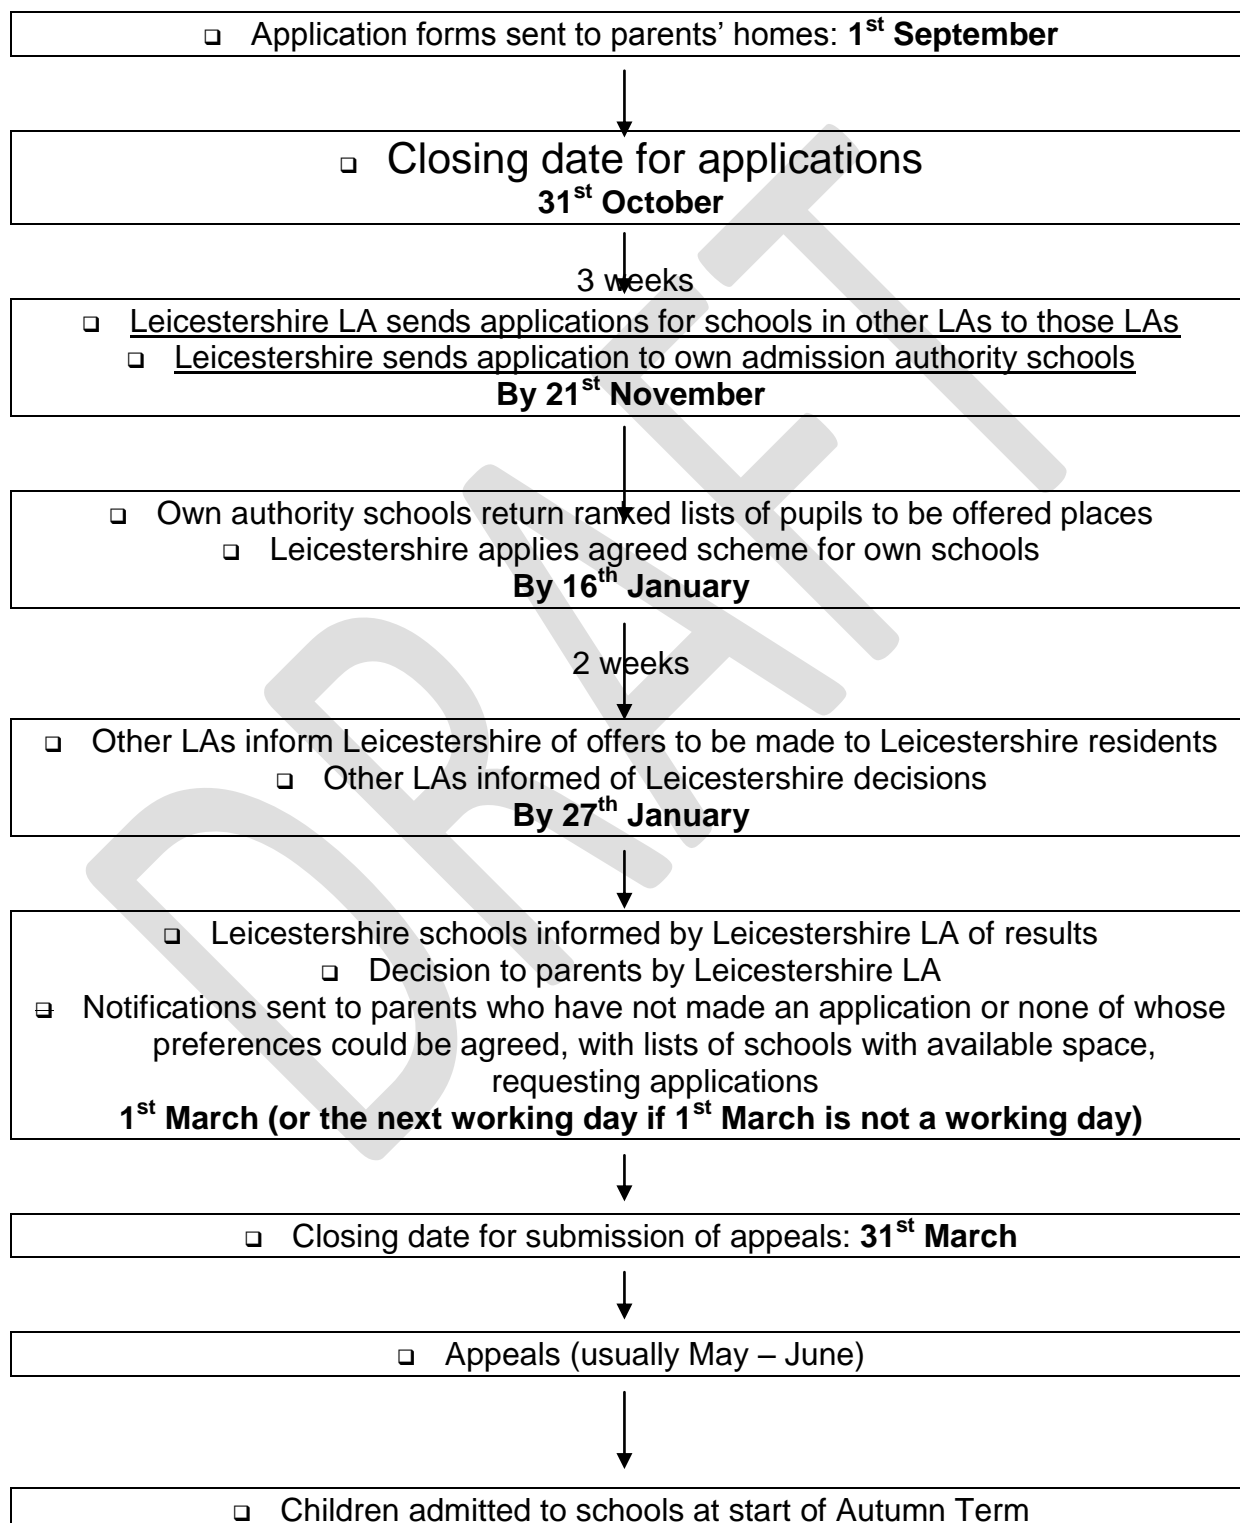 ❑ Application forms sent to parents’ homes: 1st September
❑ Closing date for applications
31st October
3 weeks
❑ Leicestershire LA sends applications for schools in other LAs to those LAs
❑ Leicestershire sends application to own admission authority schools
By 21st November
❑ Own authority schools return ranked lists of pupils to be offered places
❑ Leicestershire applies agreed scheme for own schools
By 16th January
2 weeks
❑ Other LAs inform Leicestershire of offers to be made to Leicestershire residents
❑ Other LAs informed of Leicestershire decisions
By 27th January
❑ Leicestershire schools informed by Leicestershire LA of results
❑ Decision to parents by Leicestershire LA
❑ Notifications sent to parents who have not made an application or none of whose
preferences could be agreed, with lists of schools with available space,
requesting applications
1st March (or the next working day if 1st March is not a working day)
❑ Closing date for submission of appeals: 31st March
❑ Appeals (usually May – June)
❑ Children admitted to schools at start of Autumn Term
DRAFT